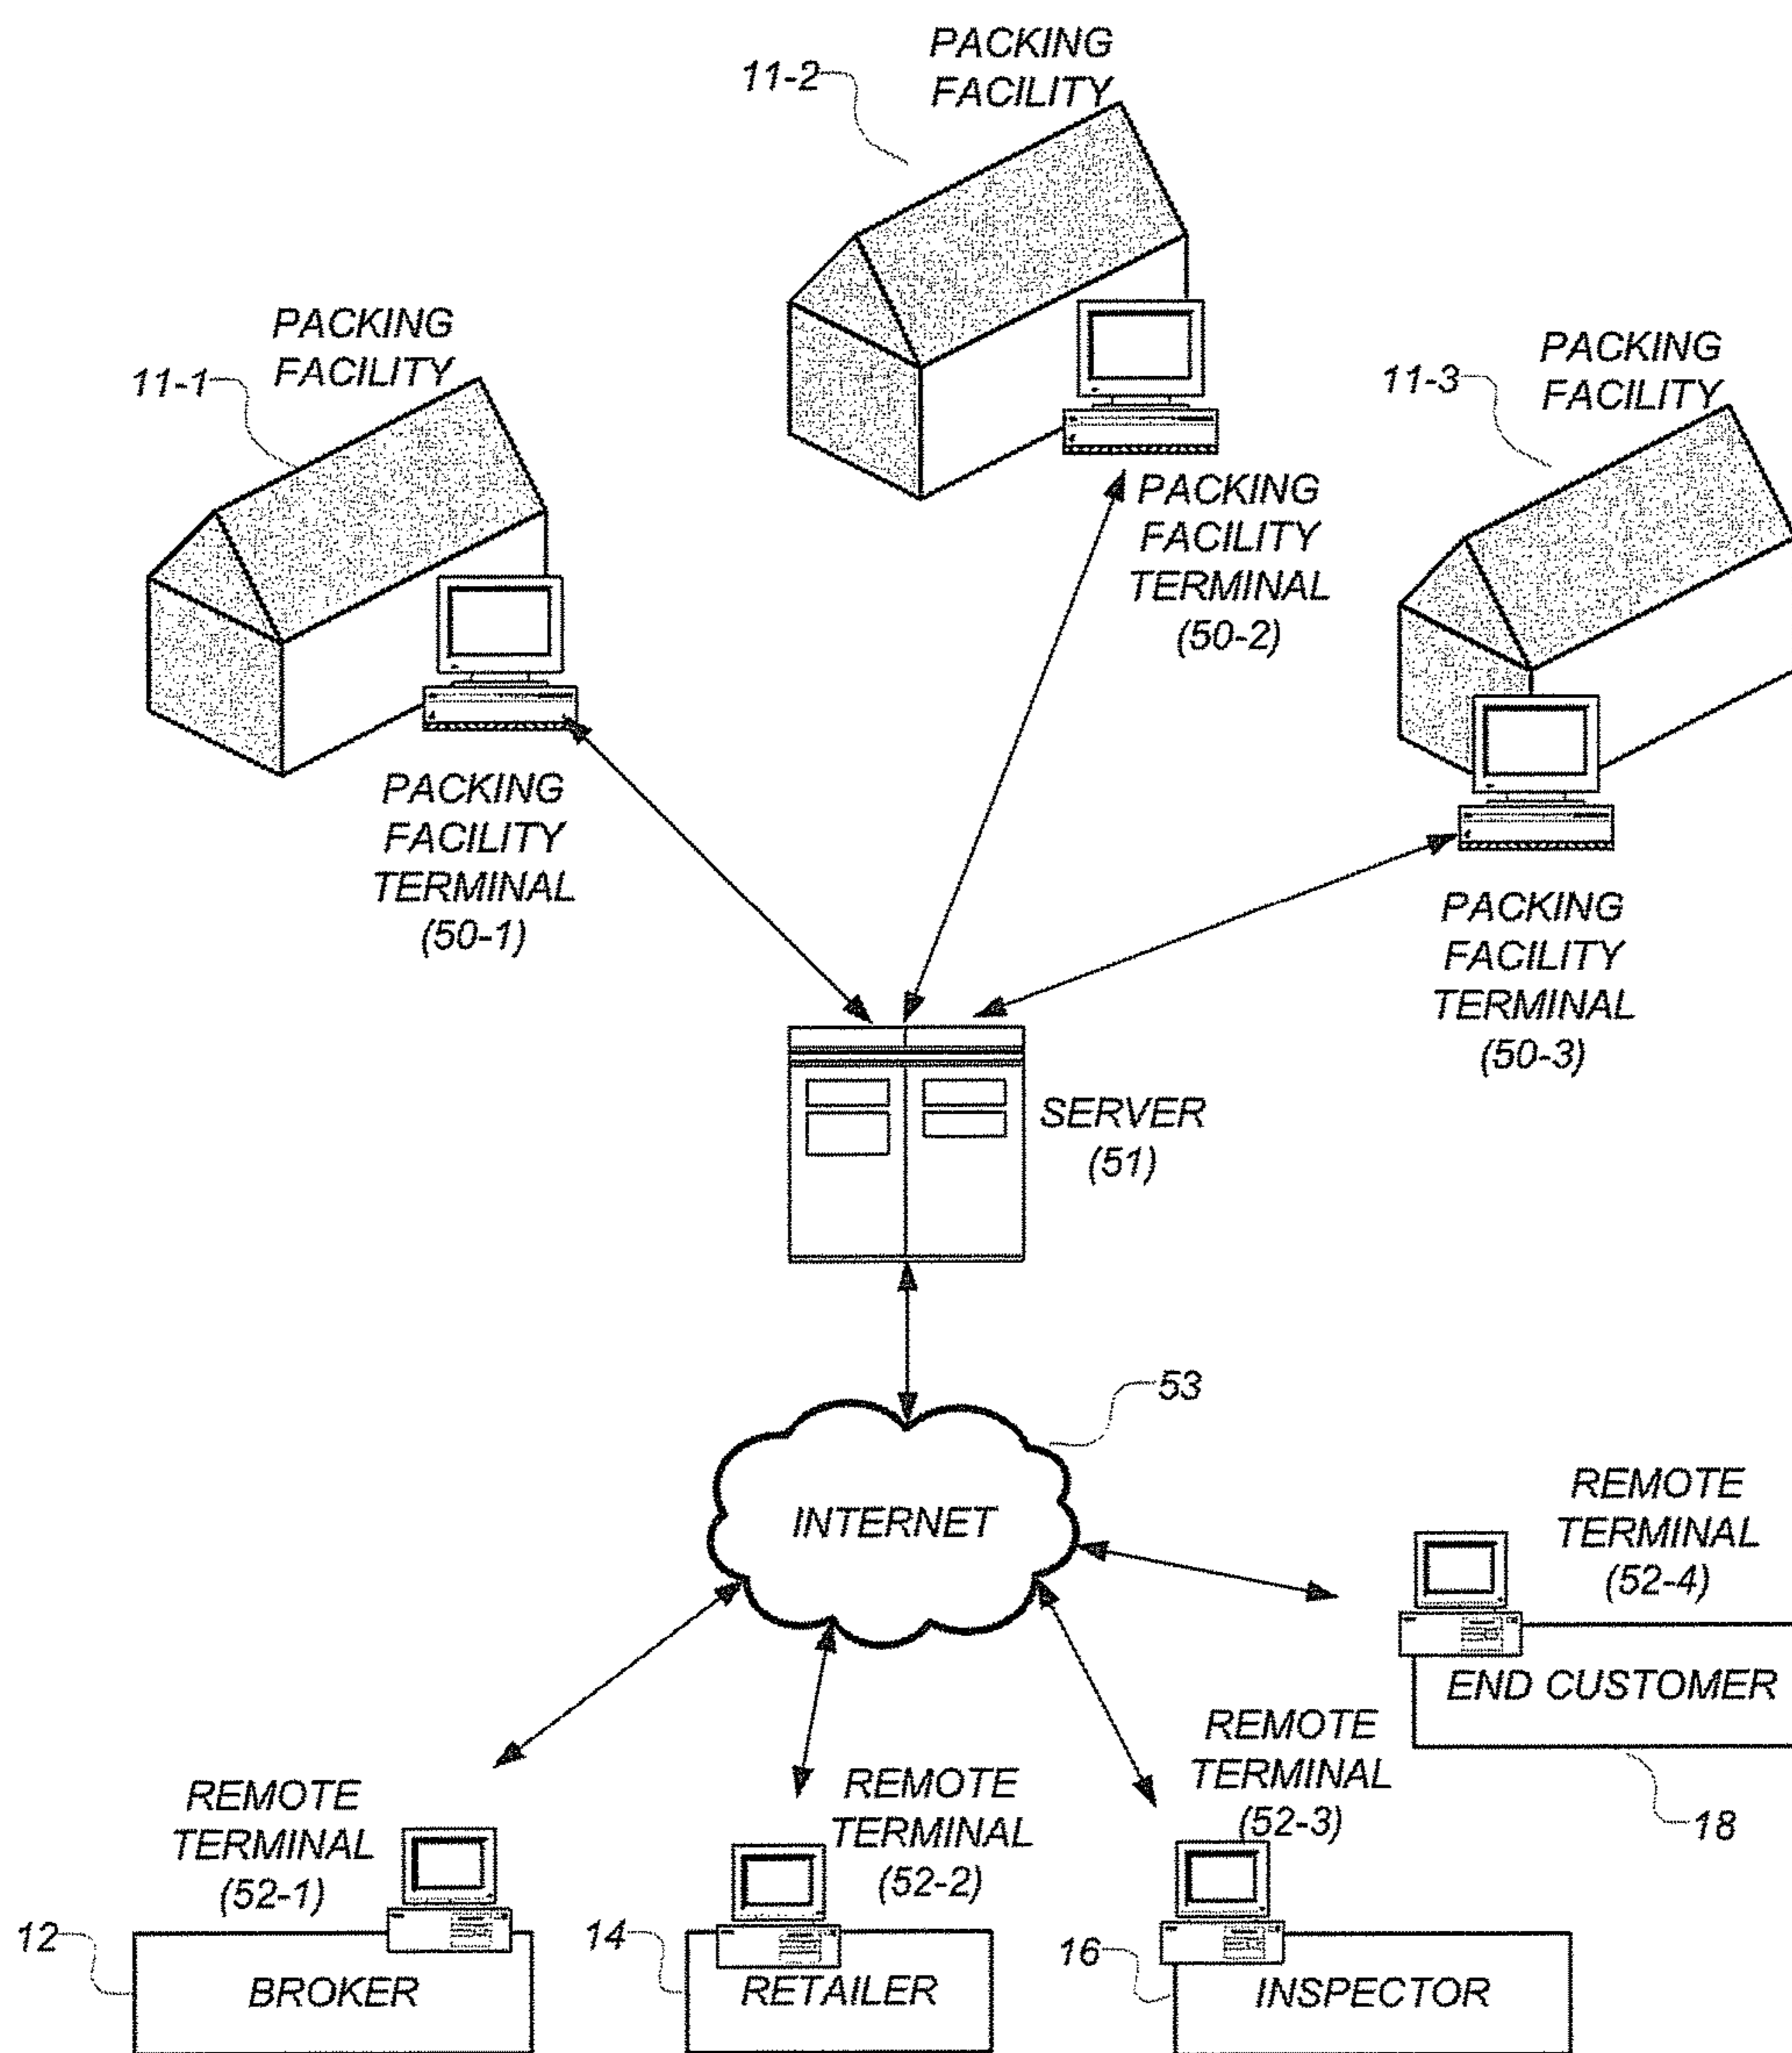 PACKING
FACILITY
11-2
PACKING
FACILITY
11-1
PACKING
FACILITY
11-3
PACKING
FACILITY
TERMINAL
(50-2)
PACKING
FACILITY
TERMINAL
(50-1)
PACKING
FACILITY
TERMINAL
(50-3)
SERVER
(51)
53
INTERNET
REMOTE
TERMINAL
(52-4)
END CUSTOMER
18
REMOTE
TERMINAL
(52-3)
REMOTE
TERMINAL
(52-2)
REMOTE
TERMINAL
(52-1)
12
BROKER
14
RETAILER
16
INSPECTOR